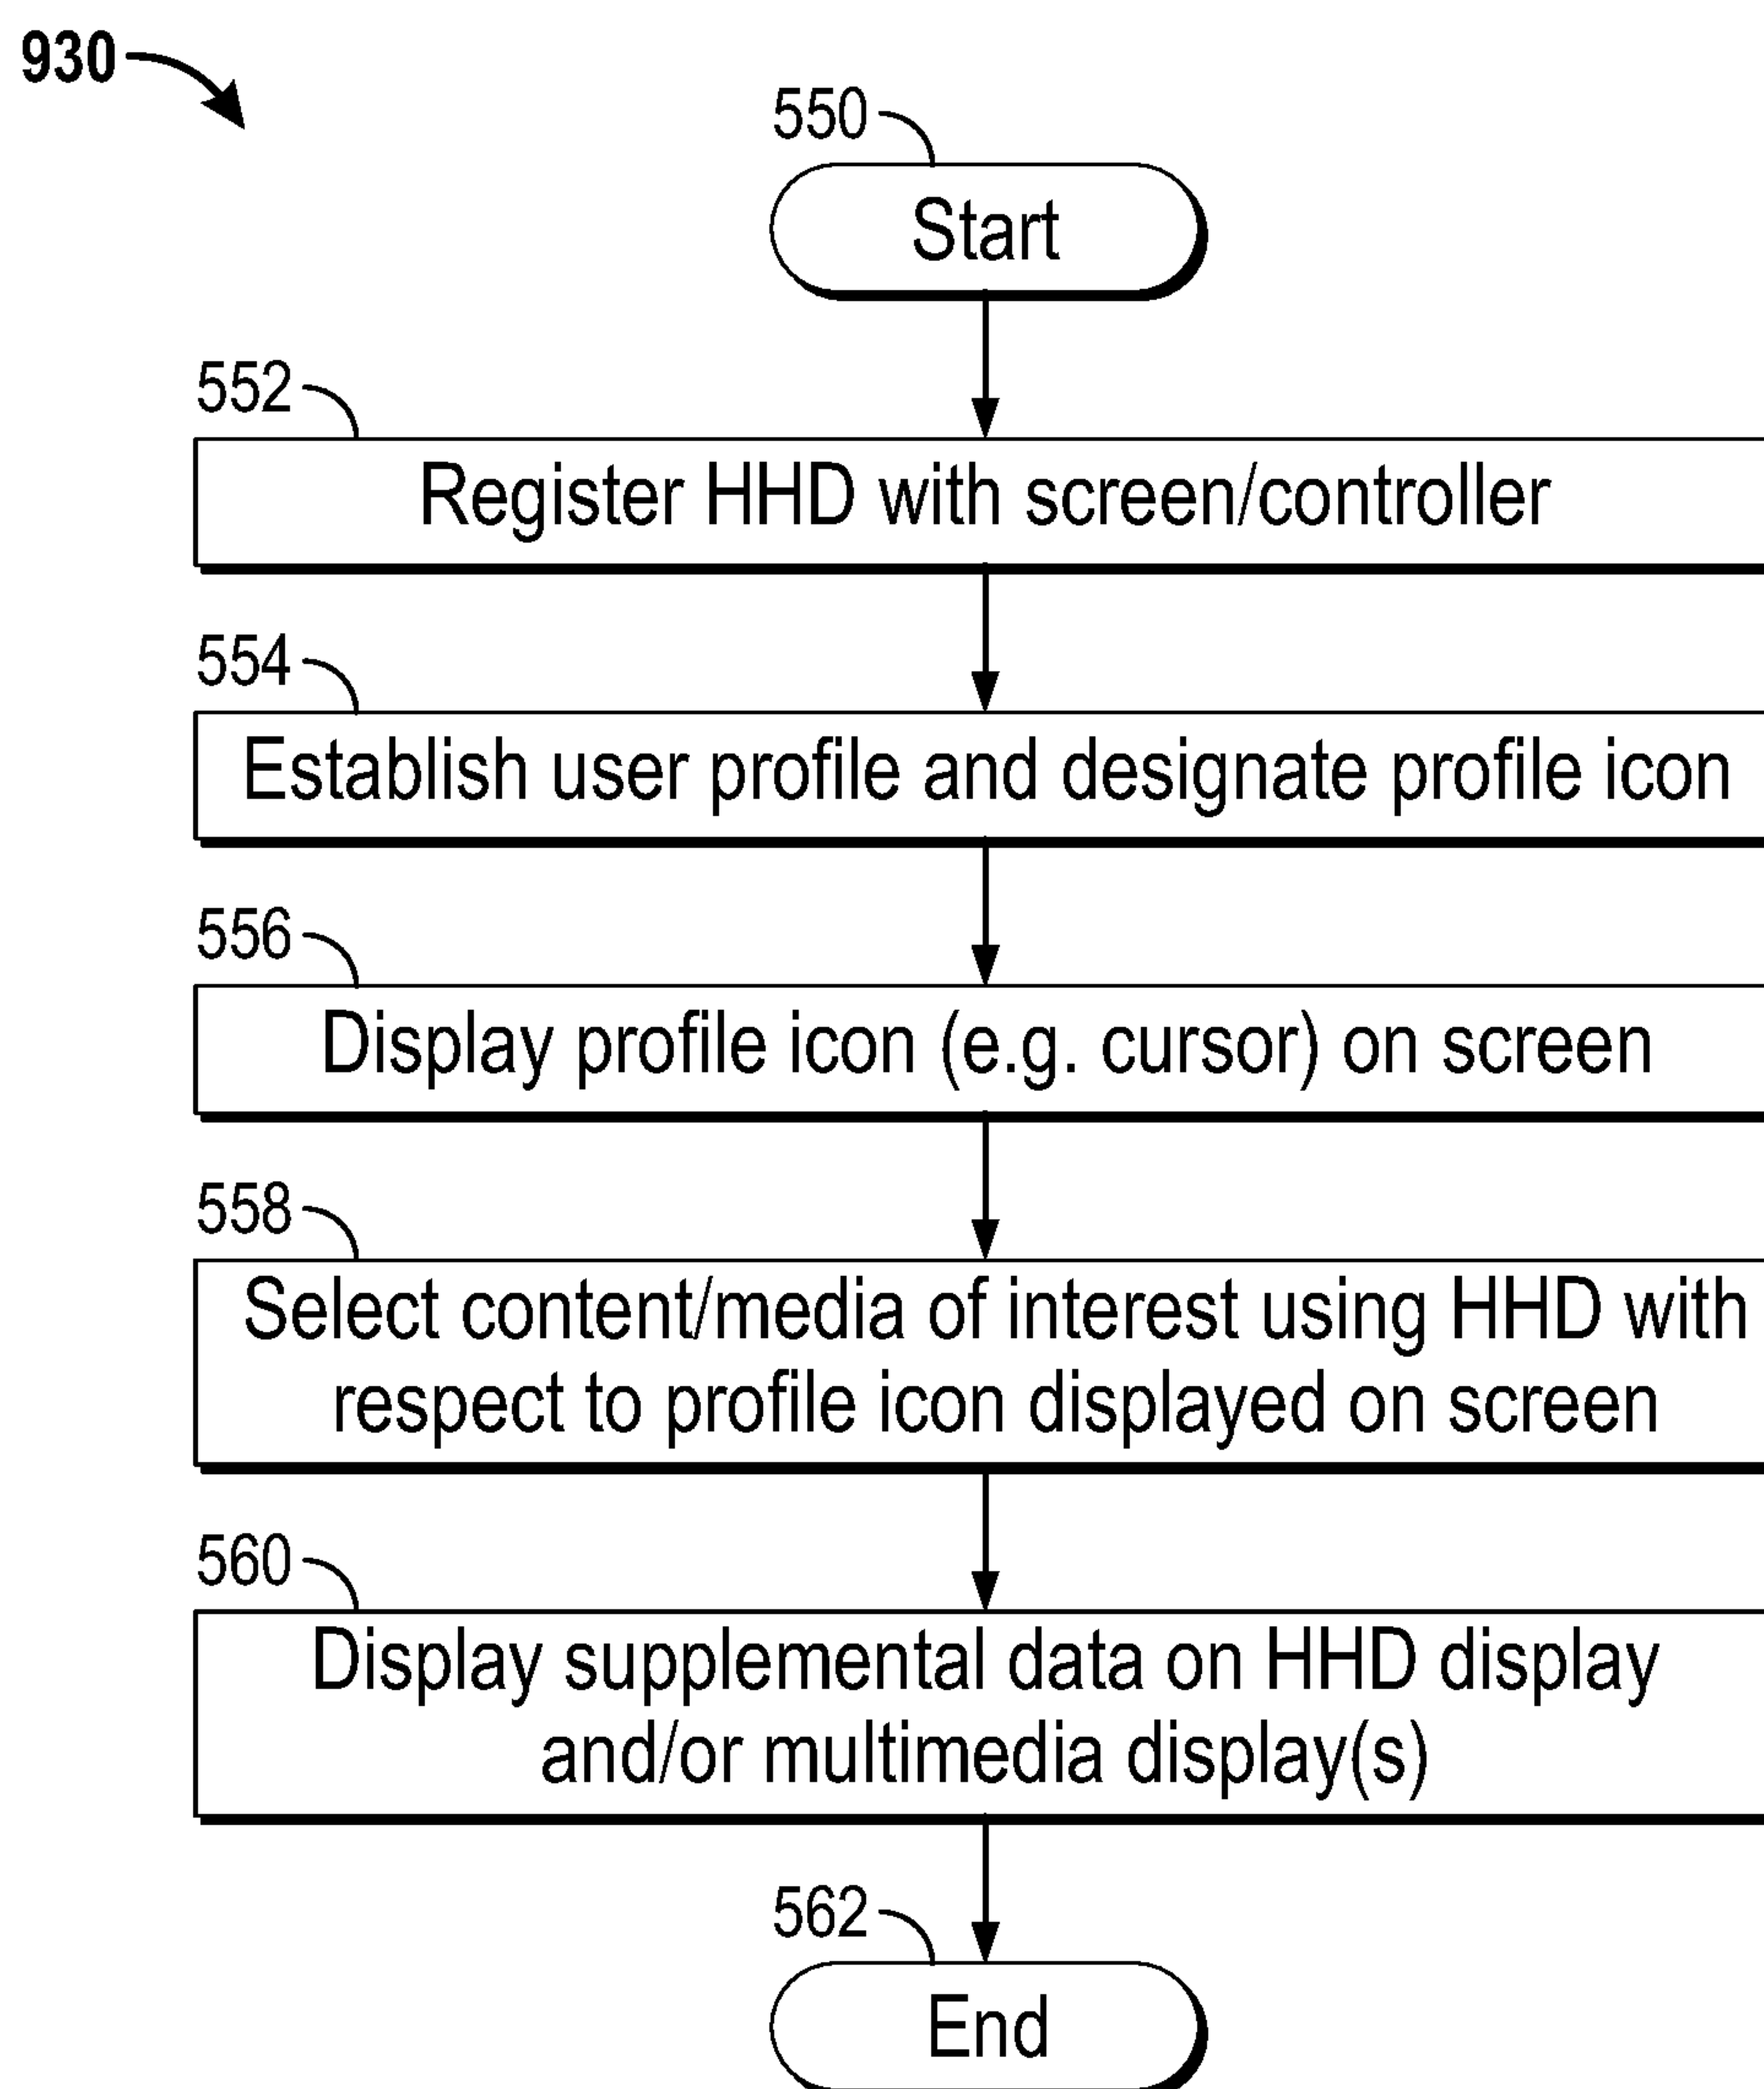 930
550
Start
552
Register HHD with screen/controller
554
Establish user profile and designate profile icon
556
Display profile icon (e.g. cursor) on screen
558
Select content/media of interest using HHD with
respect to profile icon displayed on screen
560
Display supplemental data on HHD display
and/or multimedia display(s)
562
End